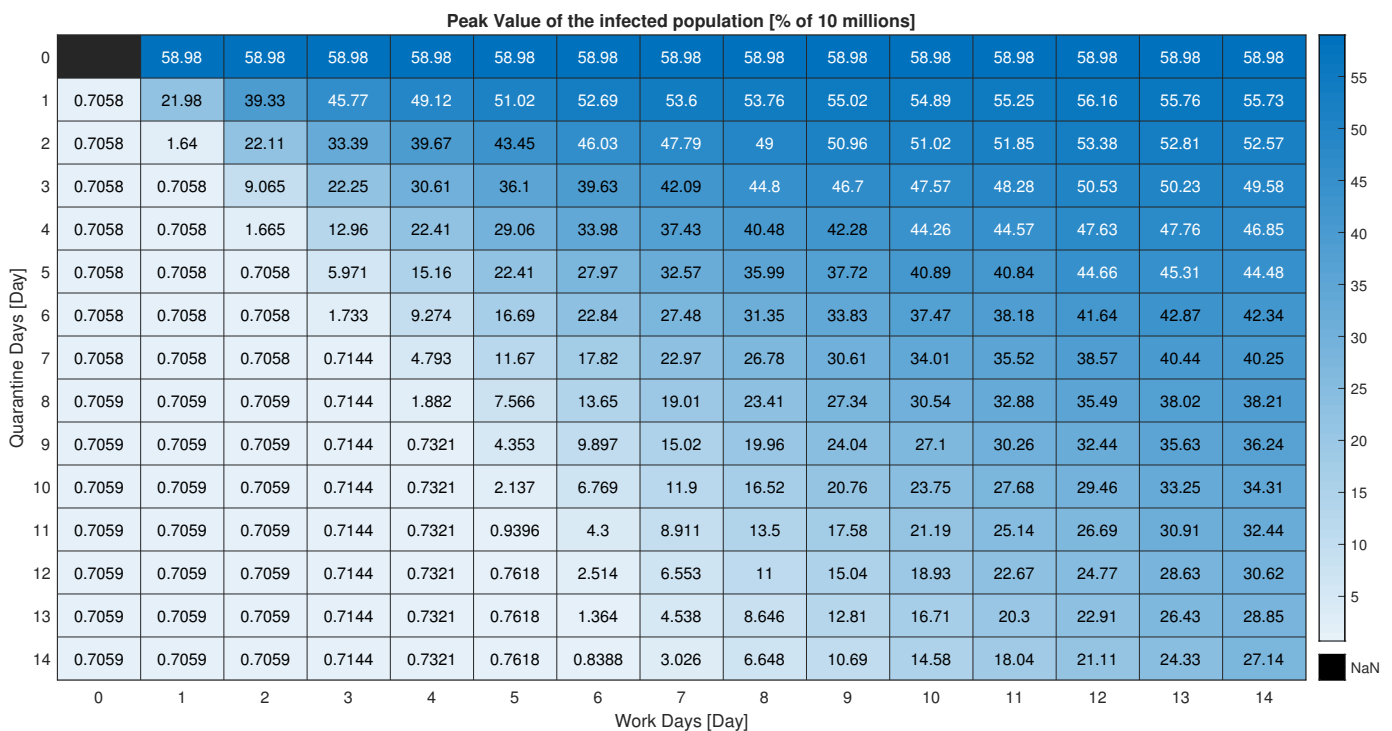 Peak Value of the infected population [% of 10 millions]
0 58.98 58.98 58.98 58.98 58.98 58.98 58.98 58.98 58.98 58.98 58.98 58.98 58.98 58.98
1 0.7058 21.98 39.33 45.77 49.12 51.02 52.69 53.6 53.76 55.02 54.89 55.25 56.16 55.76 55.73
2 0.7058 1.64 22.11 33.39 39.67 43.45 46.03 47.79 49 50.96 51.02 51.85 53.38 52.81 52.57
3 0.7058 0.7058 9.065 22.25 30.61 36.1 39.63 42.09 44.8 46.7 47.57 48.28 50.53 50.23 49.58
4 0.7058 0.7058 1.665 12.96 22.41 29.06 33.98 37.43 40.48 42.28 44.26 44.57 47.63 47.76 46.85
5 0.7058 0.7058 0.7058 5.971 15.16 22.41 27.97 32.57 35.99 37.72 40.89 40.84 44.66 45.31 44.48
6 0.7058 0.7058 0.7058 1.733 9.274 16.69 22.84 27.48 31.35 33.83 37.47 38.18 41.64 42.87 42.34
7 0.7058 0.7058 0.7058 0.7144 4.793 11.67 17.82 22.97 26.78 30.61 34.01 35.52 38.57 40.44 40.25
8 0.7059 0.7059 0.7059 0.7144 1.882 7.566 13.65 19.01 23.41 27.34 30.54 32.88 35.49 38.02 38.21
9 0.7059 0.7059 0.7059 0.7144 0.7321 4.353 9.897 15.02 19.96 24.04 27.1 30.26 32.44 35.63 36.24
10 0.7059 0.7059 0.7059 0.7144 0.7321 2.137 6.769 11.9 16.52 20.76 23.75 27.68 29.46 33.25 34.31
11 0.7059 0.7059 0.7059 0.7144 0.7321 0.9396 4.3 8.911 13.5 17.58 21.19 25.14 26.69 30.91 32.44
12 0.7059 0.7059 0.7059 0.7144 0.7321 0.7618 2.514 6.553 11 15.04 18.93 22.67 24.77 28.63 30.62
13 0.7059 0.7059 0.7059 0.7144 0.7321 0.7618 1.364 4.538 8.646 12.81 16.71 20.3 22.91 26.43 28.85
14 0.7059 0.7059 0.7059 0.7144 0.7321 0.7618 0.8388 3.026 6.648 10.69 14.58 18.04 21.11 24.33 27.14
0 1 2 3 4 5 6 7 8 9 10 11 12 13 14
Work Days [Day]
Quarantine Days [Day]
55
50
45
40
35
30
25
20
15
10
5
NaN